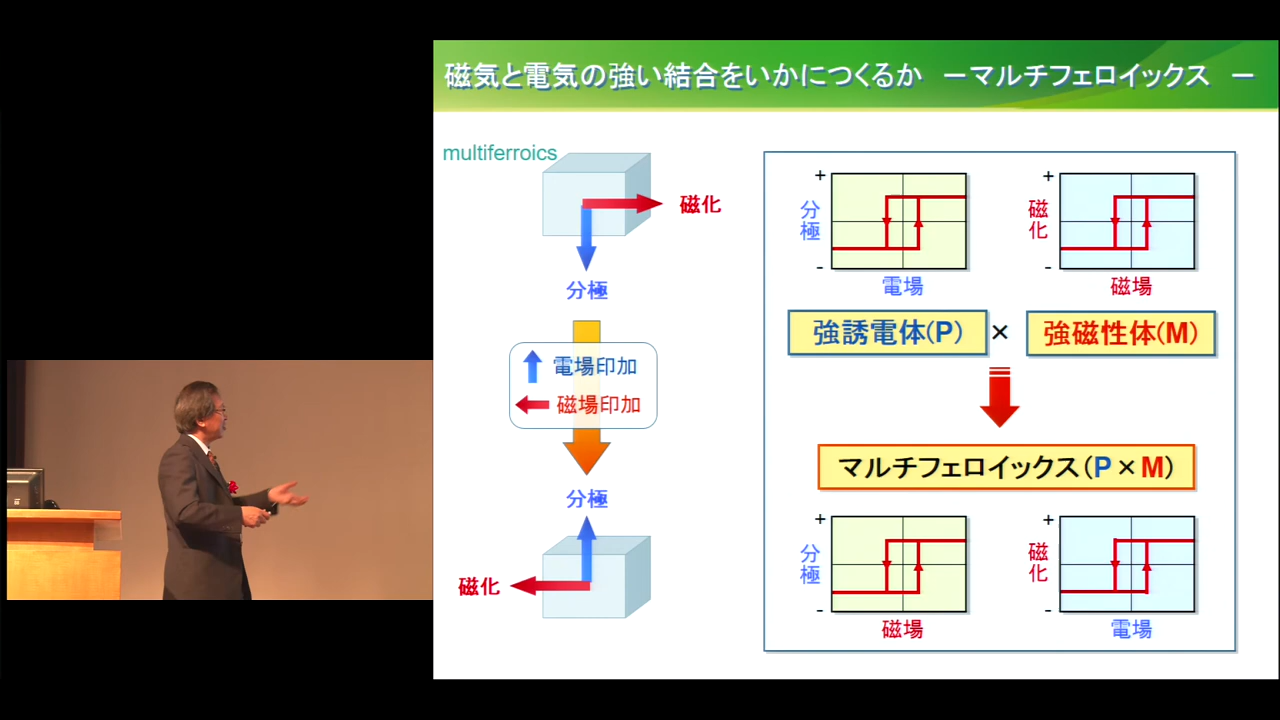 磁気と電気の強い結合をいかにつくるか ーマルチフェロイックス ー
multiferroics
磁化
分極
電場印加
磁場印加
分極
磁化
+
分極
-
電場
+
磁化
-
磁場
強誘電体(P) × 強磁性体(M)
マルチフェロイックス(P×M)
+
分極
-
磁場
+
磁化
-
電場